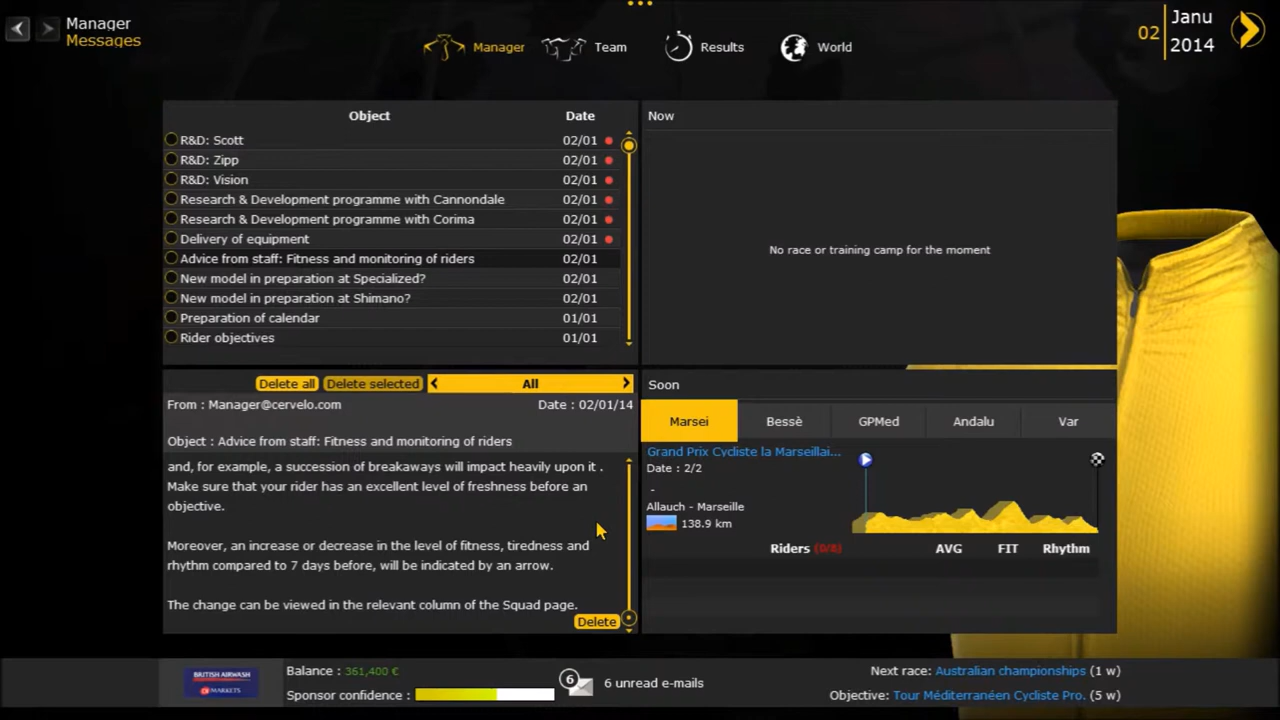 Manager
Messages
Manager
Team
Results
World
02
Janu
2014
Object
Date
R&D: Scott 02/01
R&D: Zipp 02/01
R&D: Vision 02/01
Research & Development programme with Cannondale 02/01
Research & Development programme with Corima 02/01
Delivery of equipment 02/01
Advice from staff: Fitness and monitoring of riders 02/01
New model in preparation at Specialized? 02/01
New model in preparation at Shimano? 02/01
Preparation of calendar 01/01
Rider objectives 01/01
Now
No race or training camp for the moment
Delete all
Delete selected
All
From : Manager@cervelo.com
Date : 02/01/14
Object : Advice from staff: Fitness and monitoring of riders
and, for example, a succession of breakaways will impact heavily upon it .
Make sure that your rider has an excellent level of freshness before an
objective.
Moreover, an increase or decrease in the level of fitness, tiredness and
rhythm compared to 7 days before, will be indicated by an arrow.
The change can be viewed in the relevant column of the Squad page.
Delete
Soon
Marsei
Bessè
GPMed
Andalu
Var
Grand Prix Cycliste la Marseillai...
Date : 2/2
-
Allauch - Marseille
138.9 km
Riders (0/8) AVG FIT Rhythm
BRITISH AIRWASH
MARKETS
Balance : 361,400 €
Sponsor confidence :
6
6 unread e-mails
Next race: Australian championships (1 w)
Objective: Tour Méditerranéen Cycliste Pro. (5 w)